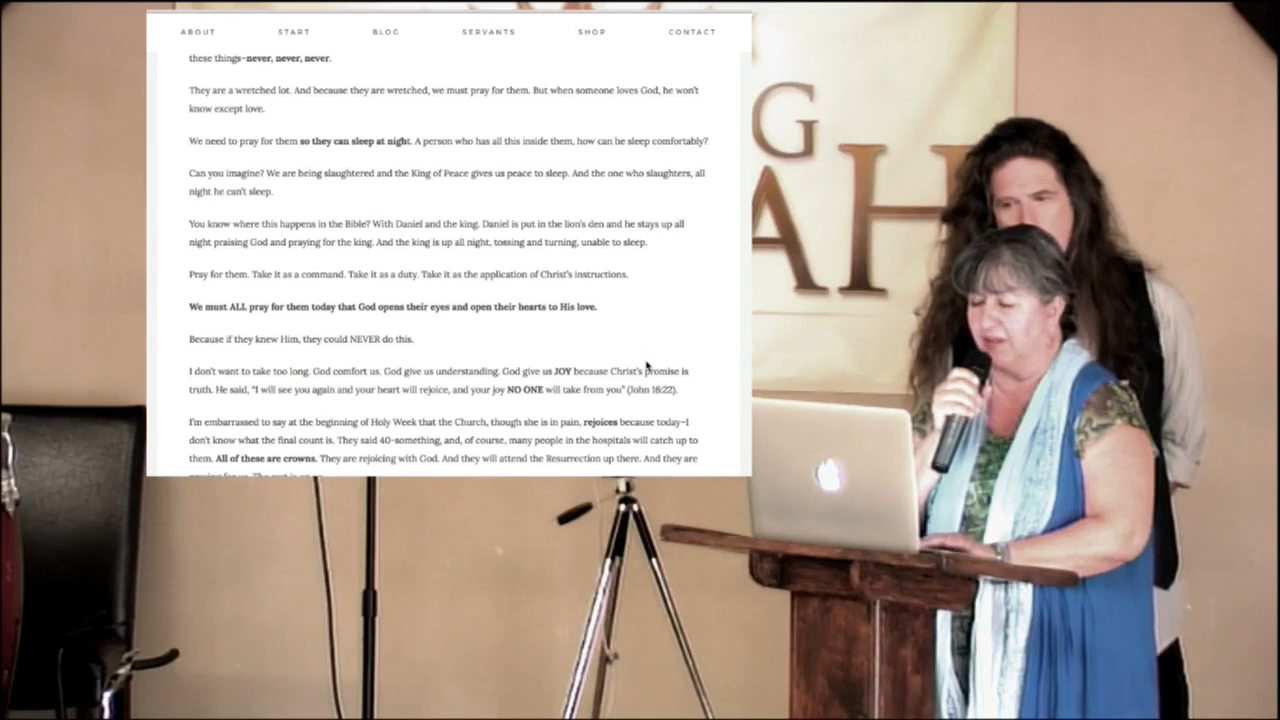 ABOUT START BLOG SERVANTS SHOP CONTACT
these things–never, never, never.
They are a wretched lot. And because they are wretched, we must pray for them. But when someone loves God, he won't
know except love.
We need to pray for them so they can sleep at night. A person who has all this inside them, how can he sleep comfortably?
Can you imagine? We are being slaughtered and the King of Peace gives us peace to sleep. And the one who slaughters, all
night he can't sleep.
You know where this happens in the Bible? With Daniel and the king. Daniel is put in the lion's den and he stays up all
night praising God and praying for the king. And the king is up all night, tossing and turning, unable to sleep.
Pray for them. Take it as a command. Take it as a duty. Take it as the application of Christ's instructions.
We must ALL pray for them today that God opens their eyes and open their hearts to His love.
Because if they knew Him, they could NEVER do this.
I don't want to take too long. God comfort us. God give us understanding. God give us JOY because Christ's promise is
truth. He said, "I will see you again and your heart will rejoice, and your joy NO ONE will take from you" (John 16:22).
I'm embarrassed to say at the beginning of Holy Week that the Church, though she is in pain, rejoices because today–I
don't know what the final count is. They said 40-something, and, of course, many people in the hospitals will catch up to
them. All of these are crowns. They are rejoicing with God. And they will attend the Resurrection up there. And they are
G
AH